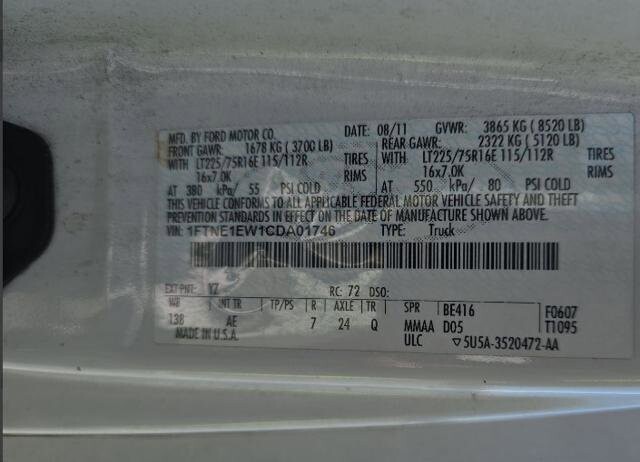 MFD. BY FORD MOTOR CO. DATE: 08/11 GVWR: 3865 KG ( 8520 LB)
FRONT GAWR: 1678 KG ( 3700 LB) REAR GAWR: 2322 KG ( 5120 LB)
WITH LT225/75R16E 115/112R TIRES WITH LT225/75R16E 115/112R TIRES
16x7.0K RIMS 16x7.0K RIMS
AT 380 kPa/ 55 PSI COLD AT 550 kPa/ 80 PSI COLD
THIS VEHICLE CONFORMS TO ALL APPLICABLE FEDERAL MOTOR VEHICLE SAFETY AND THEFT
PREVENTION STANDARDS IN EFFECT ON THE DATE OF MANUFACTURE SHOWN ABOVE.
VIN: 1FTNE1EW1CDA01746 TYPE: Truck
EXT PNT: YZ RC: 72 DSO:
WB INT TR TP/PS R AXLE TR SPR BE416 F0607
138 AE 7 24 Q MMAA D05 T1095
MADE IN U.S.A. ULC ▽5U5A-3520472-AA